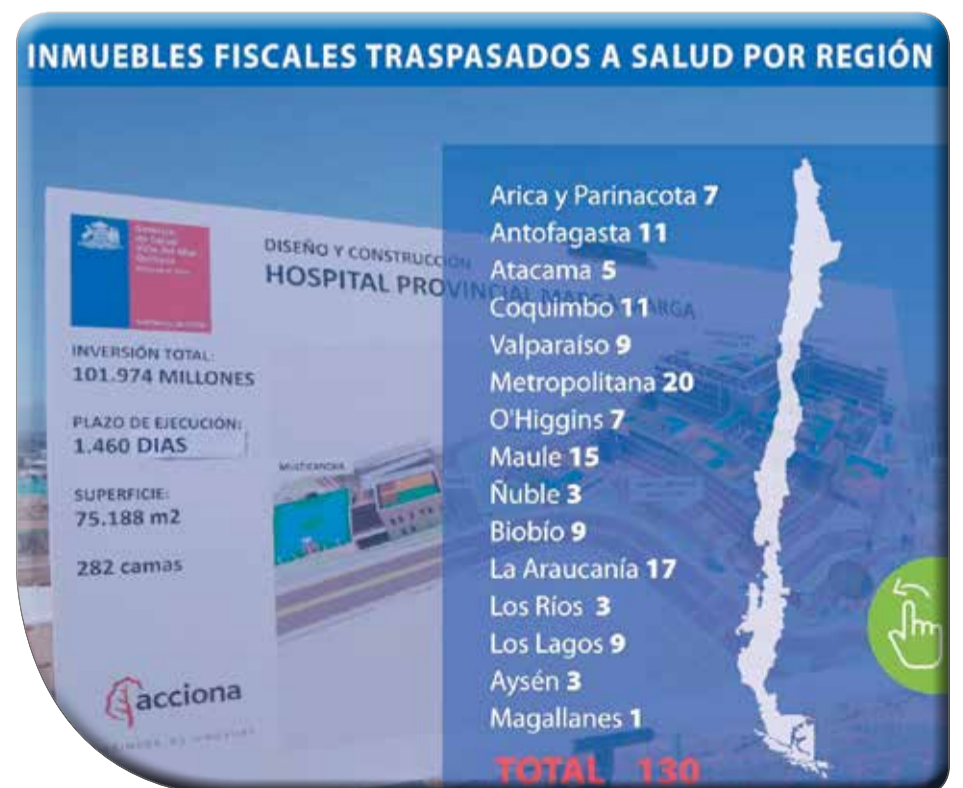 INMUEBLES FISCALES TRASPASADOS A SALUD POR REGIÓN
DISEÑO Y CONSTRUCCIÓN
HOSPITAL PROVINCIAL MARGA MARGA
INVERSIÓN TOTAL:
101.974 MILLONES
PLAZO DE EJECUCIÓN:
1.460 DIAS
SUPERFICIE:
75.188 m2
282 camas
MULTICANCHA
acciona
Arica y Parinacota 7
Antofagasta 11
Atacama 5
Coquimbo 11
Valparaíso 9
Metropolitana 20
O'Higgins 7
Maule 15
Ñuble 3
Biobío 9
La Araucanía 17
Los Ríos 3
Los Lagos 9
Aysén 3
Magallanes 1
TOTAL 130